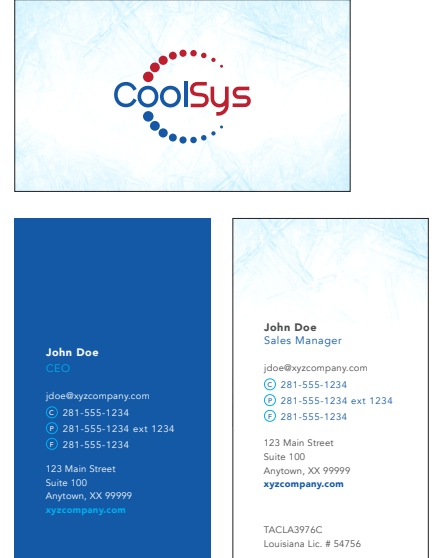 CoolSys
John Doe
CEO
jdoe@xyzcompany.com
C 281-555-1234
P 281-555-1234 ext 1234
F 281-555-1234
123 Main Street
Suite 100
Anytown, XX 99999
xyzcompany.com
John Doe
Sales Manager
jdoe@xyzcompany.com
C 281-555-1234
P 281-555-1234 ext 1234
F 281-555-1234
123 Main Street
Suite 100
Anytown, XX 99999
xyzcompany.com
TACLA3976C
Louisiana Lic. # 54756